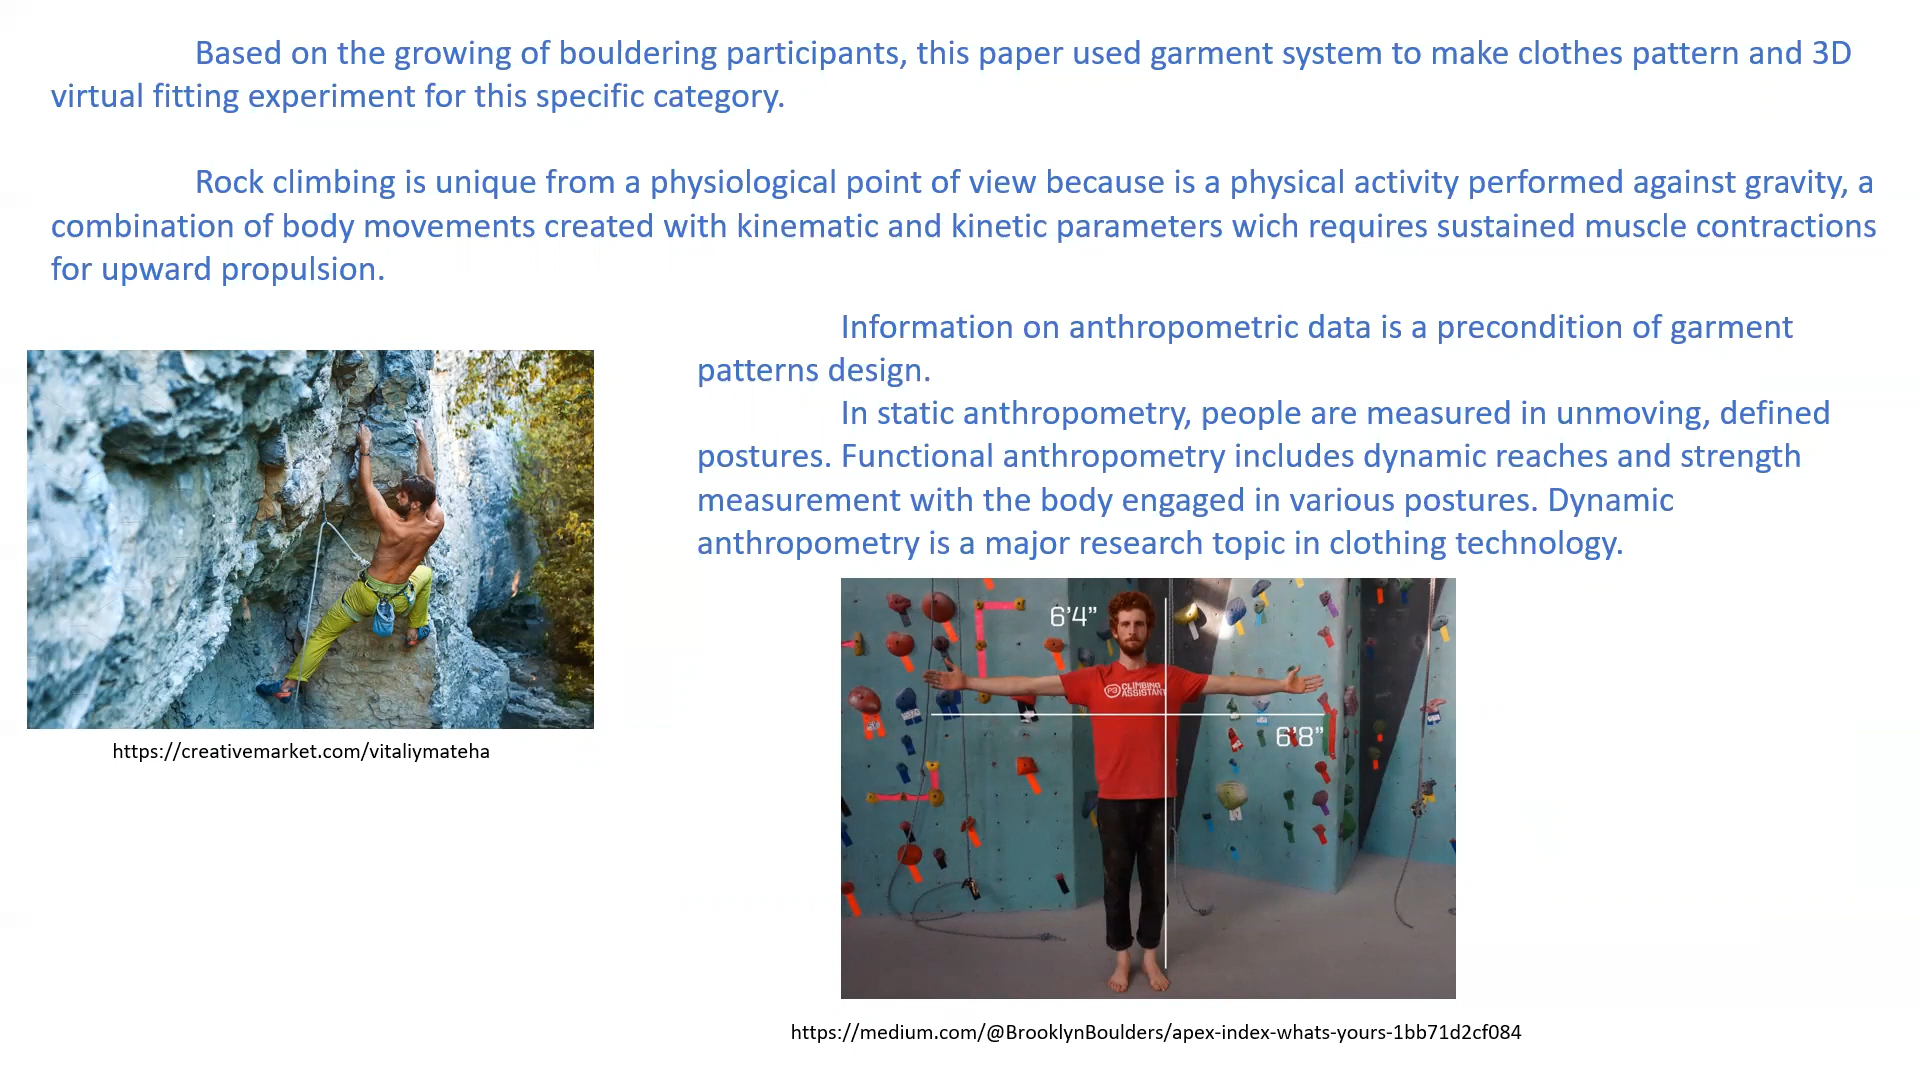 Based on the growing of bouldering participants, this paper used garment system to make clothes pattern and 3D
virtual fitting experiment for this specific category.
Rock climbing is unique from a physiological point of view because is a physical activity performed against gravity, a
combination of body movements created with kinematic and kinetic parameters wich requires sustained muscle contractions
for upward propulsion.
Information on anthropometric data is a precondition of garment
patterns design.
In static anthropometry, people are measured in unmoving, defined
postures. Functional anthropometry includes dynamic reaches and strength
measurement with the body engaged in various postures. Dynamic
anthropometry is a major research topic in clothing technology.
https://creativemarket.com/vitaliymateha
6'4"
CLIMBING
ASSISTANT
6'8"
https://medium.com/@BrooklynBoulders/apex-index-whats-yours-1bb71d2cf084